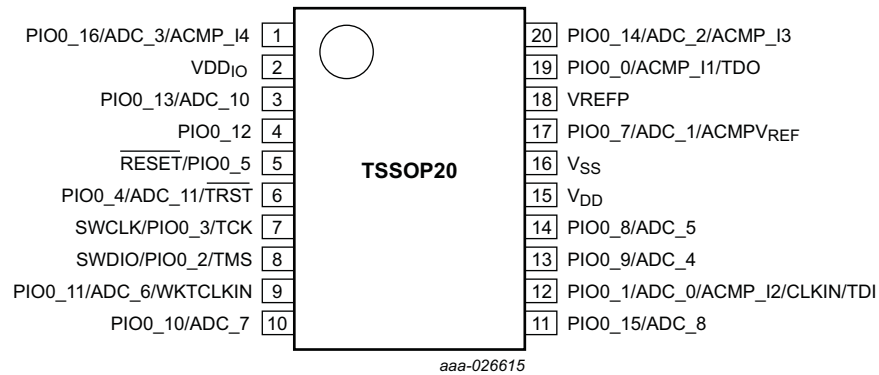 PIO0_16/ADC_3/ACMP_I4 1
VDDIO 2
PIO0_13/ADC_10 3
PIO0_12 4
RESET/PIO0_5 5
PIO0_4/ADC_11/TRST 6
SWCLK/PIO0_3/TCK 7
SWDIO/PIO0_2/TMS 8
PIO0_11/ADC_6/WKTCLKIN 9
PIO0_10/ADC_7 10
TSSOP20
20 PIO0_14/ADC_2/ACMP_I3
19 PIO0_0/ACMP_I1/TDO
18 VREFP
17 PIO0_7/ADC_1/ACMPVREF
16 VSS
15 VDD
14 PIO0_8/ADC_5
13 PIO0_9/ADC_4
12 PIO0_1/ADC_0/ACMP_I2/CLKIN/TDI
11 PIO0_15/ADC_8
aaa-026615